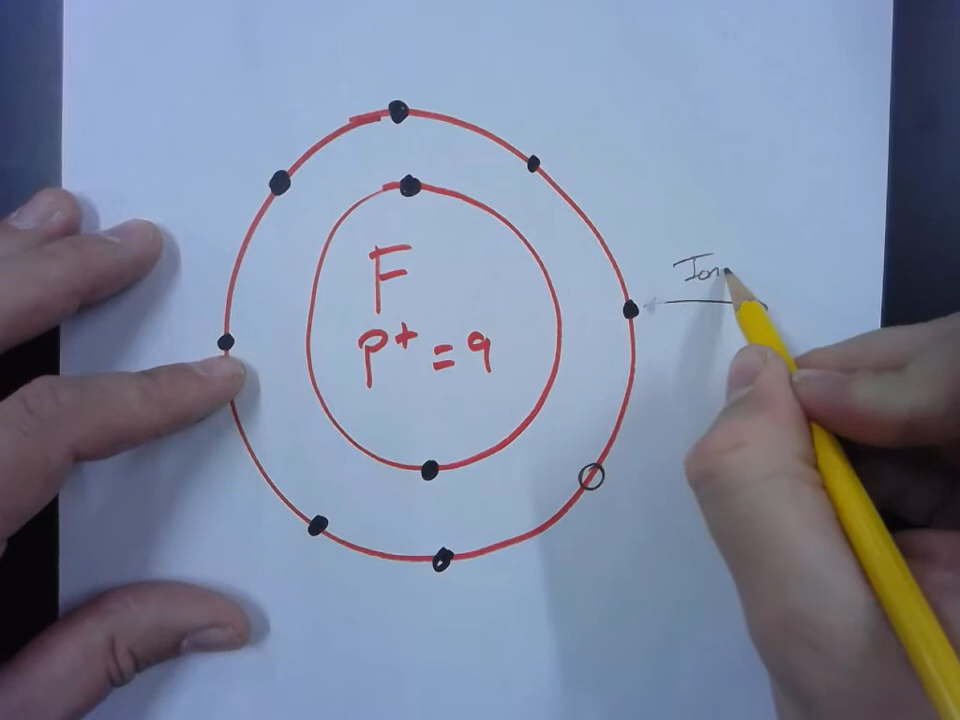 F
p+ = 9
Ion